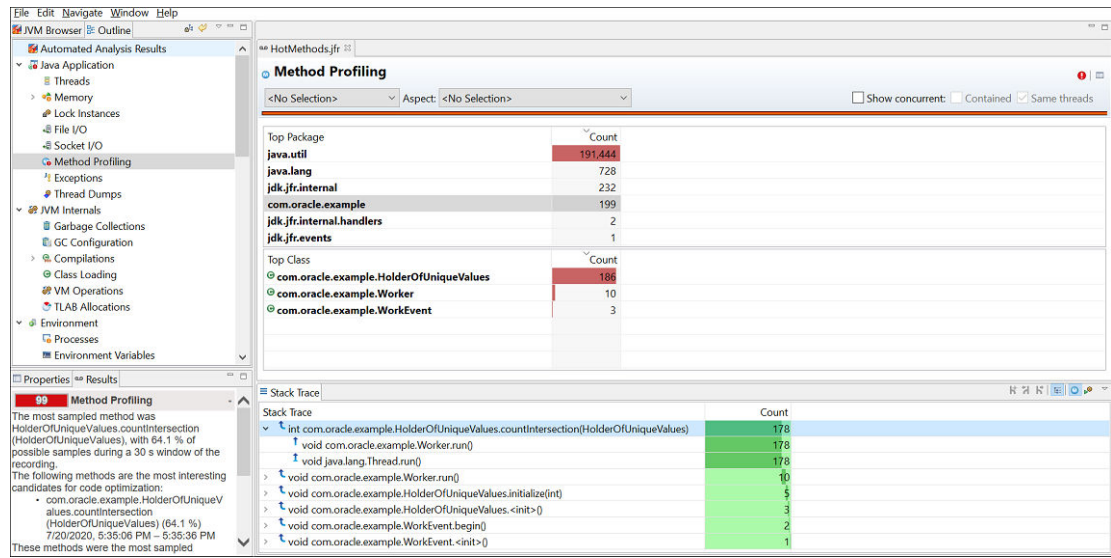 File Edit Navigate Window Help
JVM Browser Outline
Automated Analysis Results
Java Application
Threads
Memory
Lock Instances
File I/O
Socket I/O
Method Profiling
Exceptions
Thread Dumps
JVM Internals
Garbage Collections
GC Configuration
Compilations
Class Loading
VM Operations
TLAB Allocations
Environment
Processes
Environment Variables
Properties Results
99 Method Profiling
The most sampled method was
HolderOfUniqueValues.countIntersection
(HolderOfUniqueValues), with 64.1 % of
possible samples during a 30 s window of the
recording.
The following methods are the most interesting
candidates for code optimization:
• com.oracle.example.HolderOfUniqueV
alues.countIntersection
(HolderOfUniqueValues) (64.1 %)
7/20/2020, 5:35:06 PM – 5:35:36 PM
These methods were the most sampled
HotMethods.jfr
Method Profiling
<No Selection> Aspect: <No Selection> Show concurrent: Contained Same threads
Top Package Count
java.util 191,444
java.lang 728
jdk.jfr.internal 232
com.oracle.example 199
jdk.jfr.internal.handlers 2
jdk.jfr.events 1
Top Class Count
com.oracle.example.HolderOfUniqueValues 186
com.oracle.example.Worker 10
com.oracle.example.WorkEvent 3
Stack Trace
Stack Trace Count
int com.oracle.example.HolderOfUniqueValues.countIntersection(HolderOfUniqueValues) 178
void com.oracle.example.Worker.run() 178
void java.lang.Thread.run() 178
void com.oracle.example.Worker.run() 10
void com.oracle.example.HolderOfUniqueValues.initialize(int) 5
void com.oracle.example.HolderOfUniqueValues.<init>() 3
void com.oracle.example.WorkEvent.begin() 2
void com.oracle.example.WorkEvent.<init>() 1